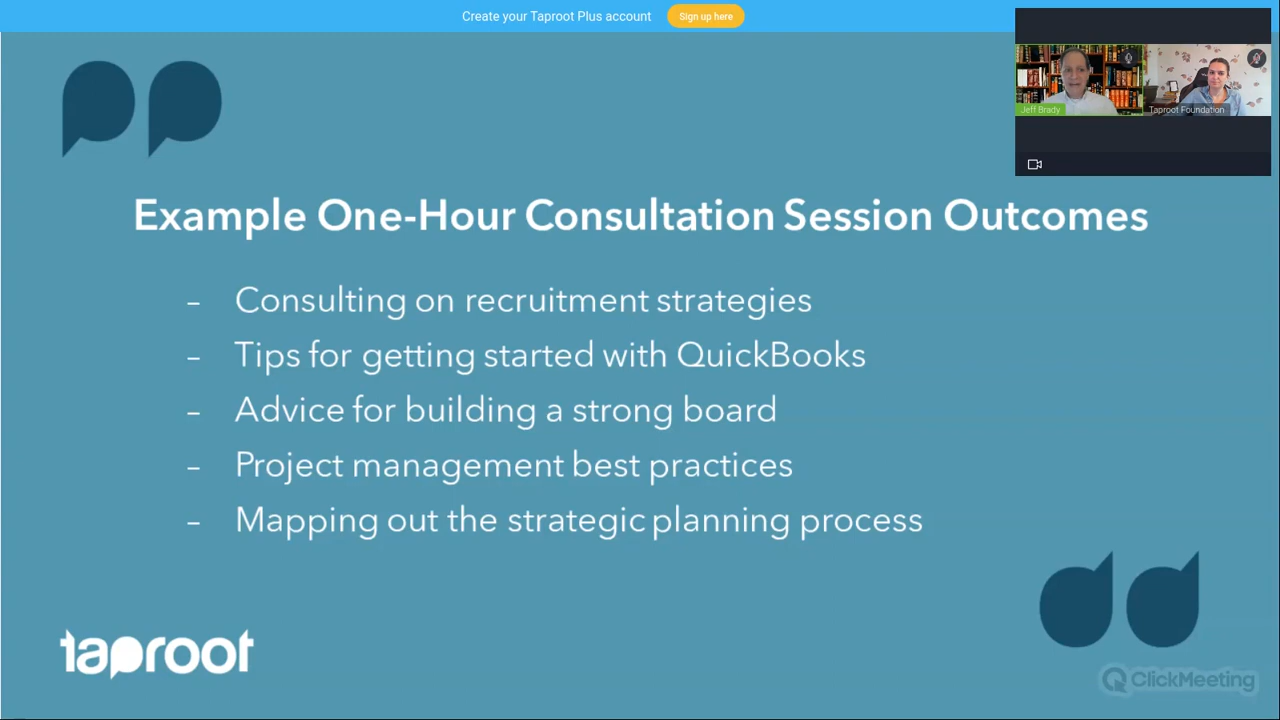 Create your Taproot Plus account
Sign up here
Jeff Brady
Taproot Foundation
Example One-Hour Consultation Session Outcomes
– Consulting on recruitment strategies
– Tips for getting started with QuickBooks
– Advice for building a strong board
– Project management best practices
– Mapping out the strategic planning process
taproot
ClickMeeting